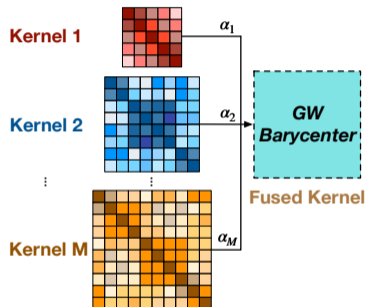 Kernel 1
α1
Kernel 2
α2
GW
Barycenter
Fused Kernel
⋮
⋮
Kernel M
αM